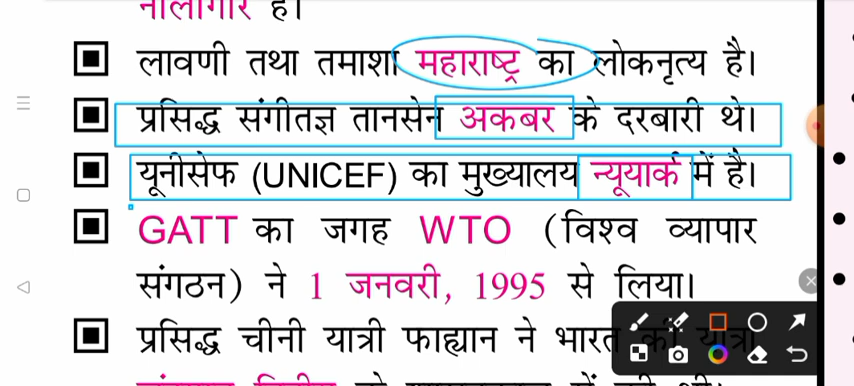 नीलगिरि है।
लावणी तथा तमाशा महाराष्ट्र का लोकनृत्य है।
प्रसिद्ध संगीतज्ञ तानसेन अकबर के दरबारी थे।
यूनीसेफ (UNICEF) का मुख्यालय न्यूयार्क में है।
GATT का जगह WTO (विश्व व्यापार
संगठन) ने 1 जनवरी, 1995 से लिया।
प्रसिद्ध चीनी यात्री फाह्यान ने भारत की यात्रा